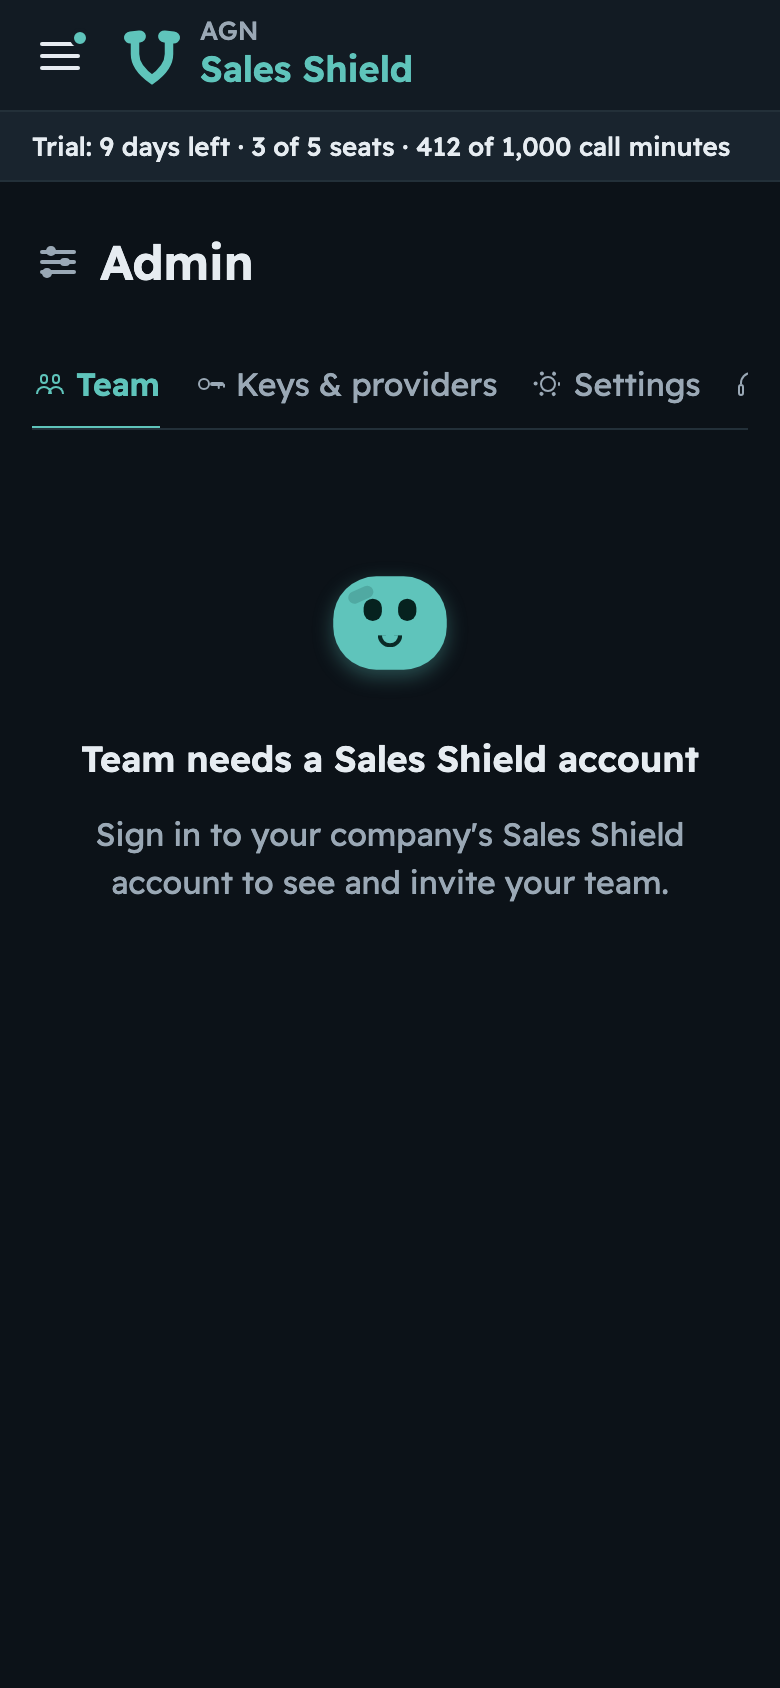 AGN
Sales Shield
Trial: 9 days left · 3 of 5 seats · 412 of 1,000 call minutes
Admin
Team Keys & providers Settings
Team needs a Sales Shield account
Sign in to your company's Sales Shield
account to see and invite your team.